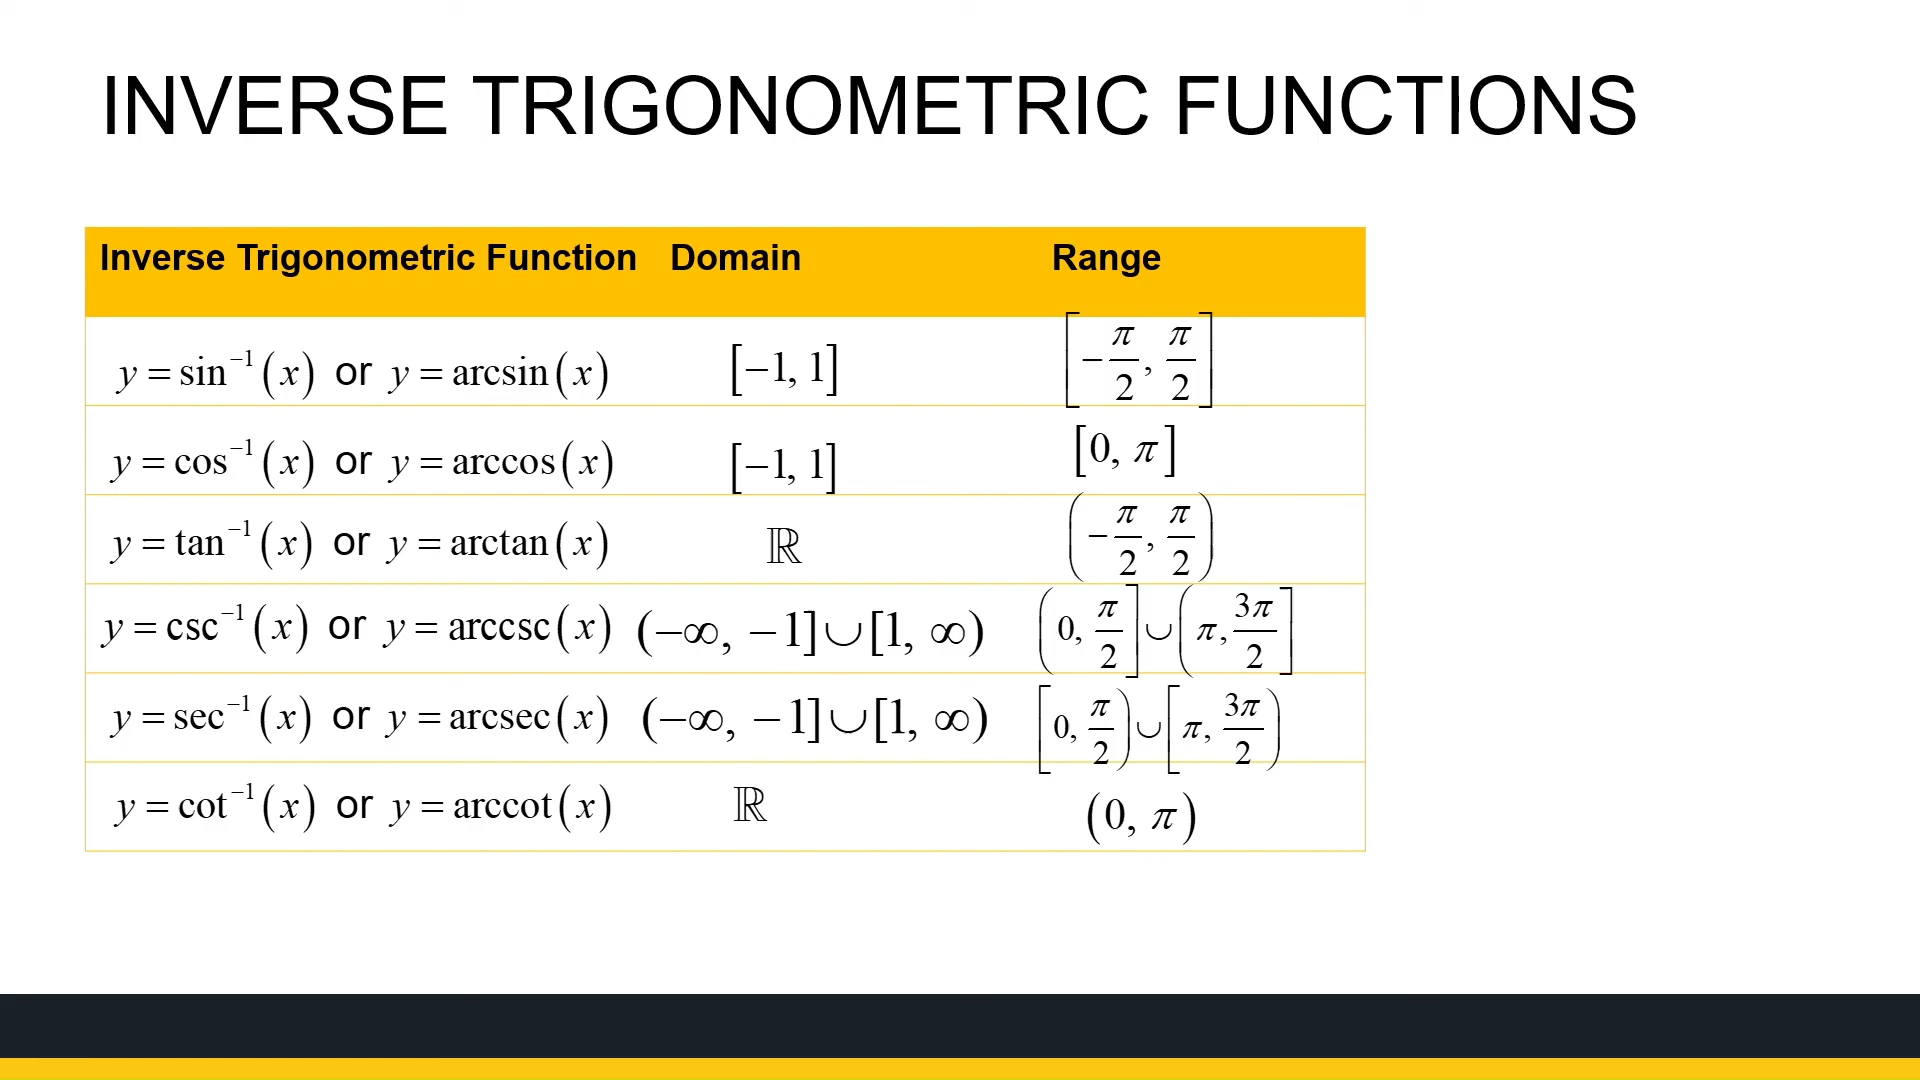 INVERSE TRIGONOMETRIC FUNCTIONS
Inverse Trigonometric Function Domain Range
y = sin⁻¹(x) or y = arcsin(x) [−1, 1] [−π/2, π/2]
y = cos⁻¹(x) or y = arccos(x) [−1, 1] [0, π]
y = tan⁻¹(x) or y = arctan(x) ℝ (−π/2, π/2)
y = csc⁻¹(x) or y = arccsc(x) (−∞, −1]∪[1, ∞) (0, π/2]∪(π, 3π/2]
y = sec⁻¹(x) or y = arcsec(x) (−∞, −1]∪[1, ∞) [0, π/2)∪[π, 3π/2)
y = cot⁻¹(x) or y = arccot(x) ℝ (0, π)